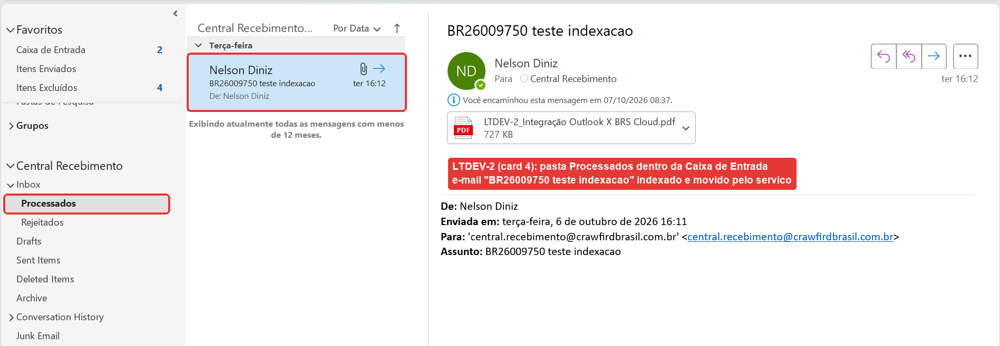 Favoritos
Caixa de Entrada 2
Itens Enviados
Itens Excluídos 4
Pastas de Pesquisa
Grupos
Central Recebimento
Inbox
Processados
Rejeitados
Drafts
Sent Items
Deleted Items
Archive
Conversation History
Junk Email
Central Recebimento... Por Data
Terça-feira
Nelson Diniz
BR26009750 teste indexacao ter 16:12
De: Nelson Diniz
Exibindo atualmente todas as mensagens com menos
de 12 meses.
BR26009750 teste indexacao
ND
Nelson Diniz
Para Central Recebimento
ter 16:12
Você encaminhou esta mensagem em 07/10/2026 08:37.
PDF
LTDEV-2_Integração Outlook X BRS Cloud.pdf
727 KB
LTDEV-2 (card 4): pasta Processados dentro da Caixa de Entrada
e-mail "BR26009750 teste indexacao" indexado e movido pelo servico
De: Nelson Diniz
Enviada em: terça-feira, 6 de outubro de 2026 16:11
Para: 'central.recebimento@crawfirdbrasil.com.br' <central.recebimento@crawfirdbrasil.com.br>
Assunto: BR26009750 teste indexacao